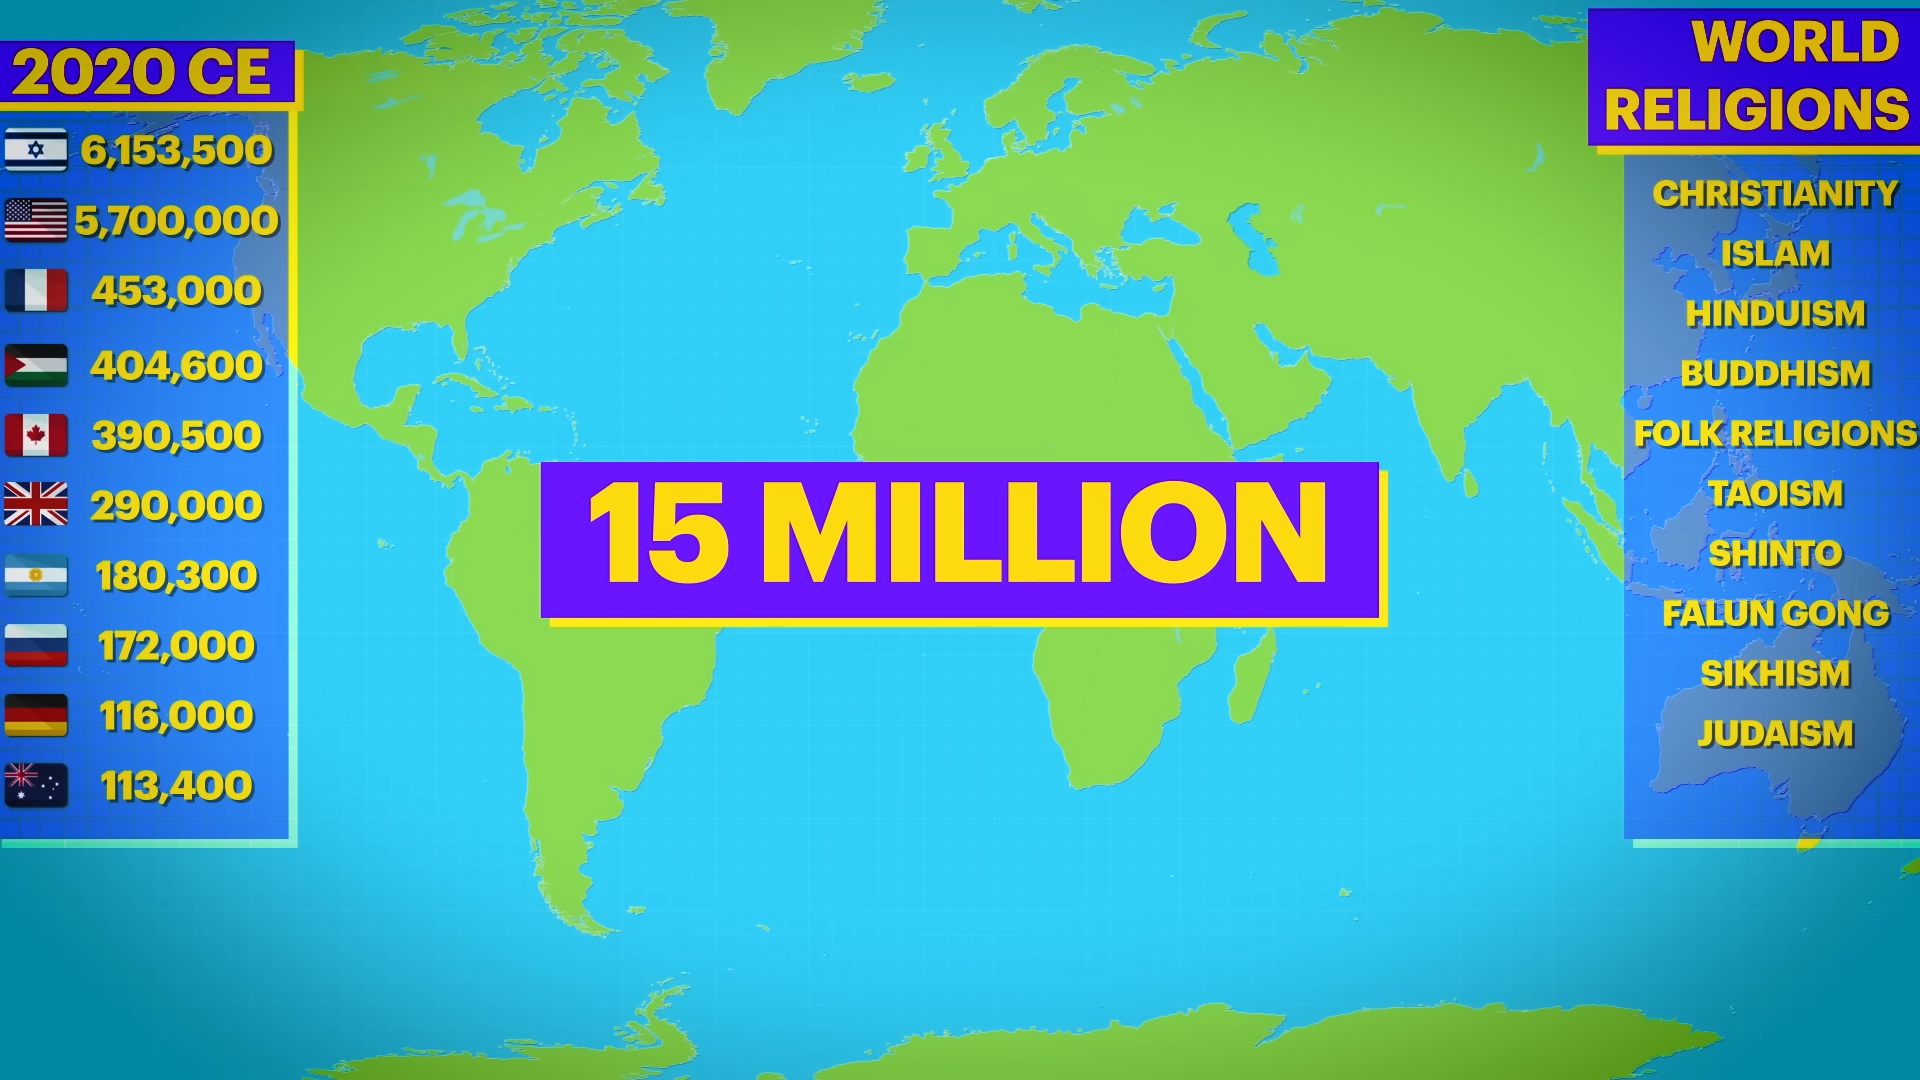 2020 CE
6,153,500
5,700,000
453,000
404,600
390,500
290,000
180,300
172,000
116,000
113,400
15 MILLION
WORLD
RELIGIONS
CHRISTIANITY
ISLAM
HINDUISM
BUDDHISM
FOLK RELIGIONS
TAOISM
SHINTO
FALUN GONG
SIKHISM
JUDAISM